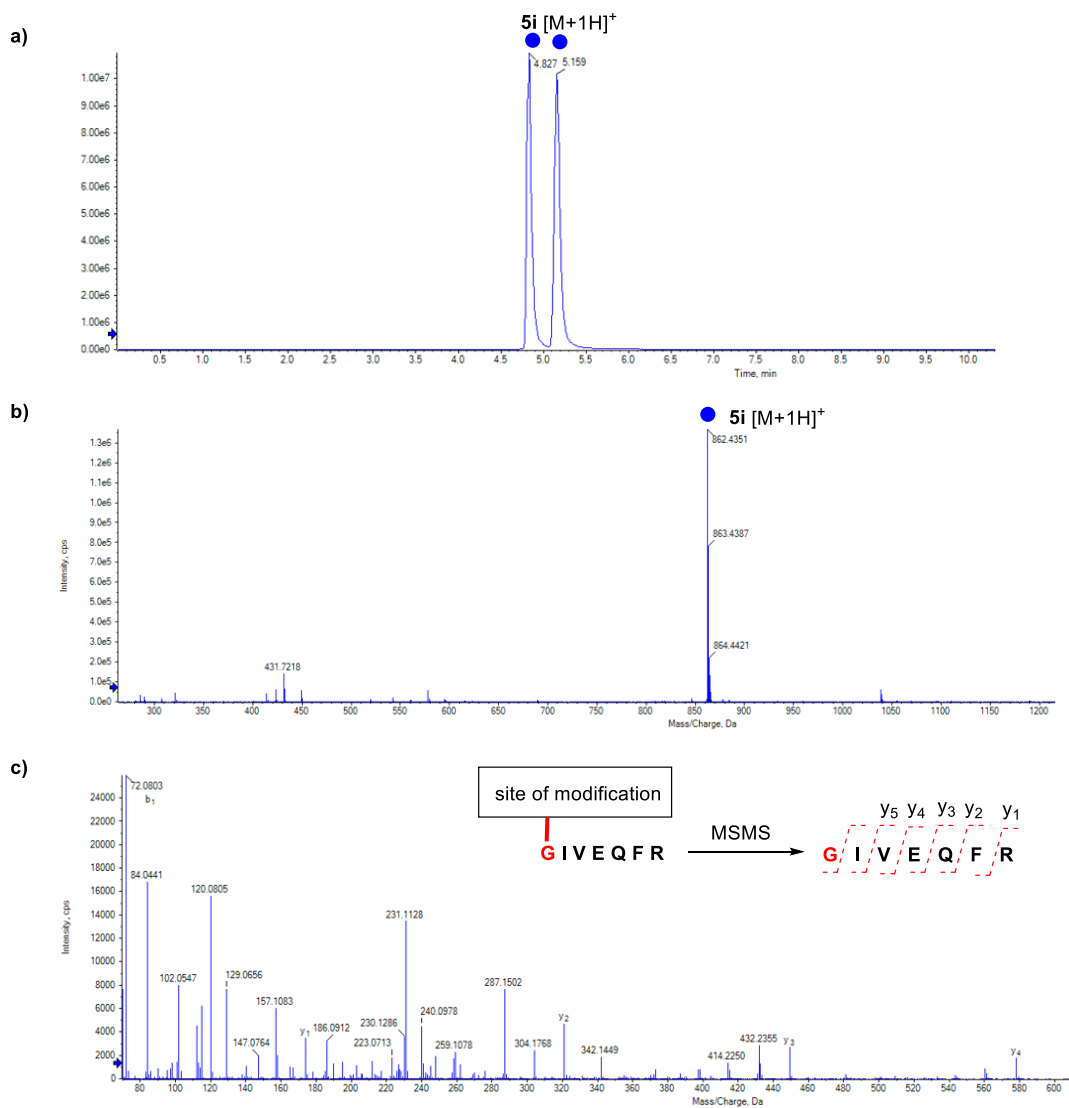 a)
5i [M+1H]+
4.827
5.159
1.00e7
9.00e6
8.00e6
7.00e6
6.00e6
5.00e6
4.00e6
3.00e6
2.00e6
1.00e6
0.00e0
0.5 1.0 1.5 2.0 2.5 3.0 3.5 4.0 4.5 5.0 5.5 6.0 6.5 7.0 7.5 8.0 8.5 9.0 9.5 10.0
Time, min
b)
5i [M+1H]+
862.4351
863.4387
864.4421
431.7218
Intensity, cps
1.3e6
1.2e6
1.1e6
1.0e6
9.0e5
8.0e5
7.0e5
6.0e5
5.0e5
4.0e5
3.0e5
2.0e5
1.0e5
0.0e0
300 350 400 450 500 550 600 650 700 750 800 850 900 950 1000 1050 1100 1150 1200
Mass/Charge, Da
c)
site of modification
G I V E Q F R
MSMS
y5 y4 y3 y2 y1
G I V E Q F R
72.0803
b1
84.0441
102.0547
120.0805
129.0656
147.0764
157.1083
y1
186.0912
223.0713
230.1286
231.1128
240.0978
259.1078
287.1502
304.1768
y2
342.1449
414.2250
432.2355
y3
y4
Intensity, cps
24000
22000
20000
18000
16000
14000
12000
10000
8000
6000
4000
2000
0
80 100 120 140 160 180 200 220 240 260 280 300 320 340 360 380 400 420 440 460 480 500 520 540 560 580 600
Mass/Charge, Da